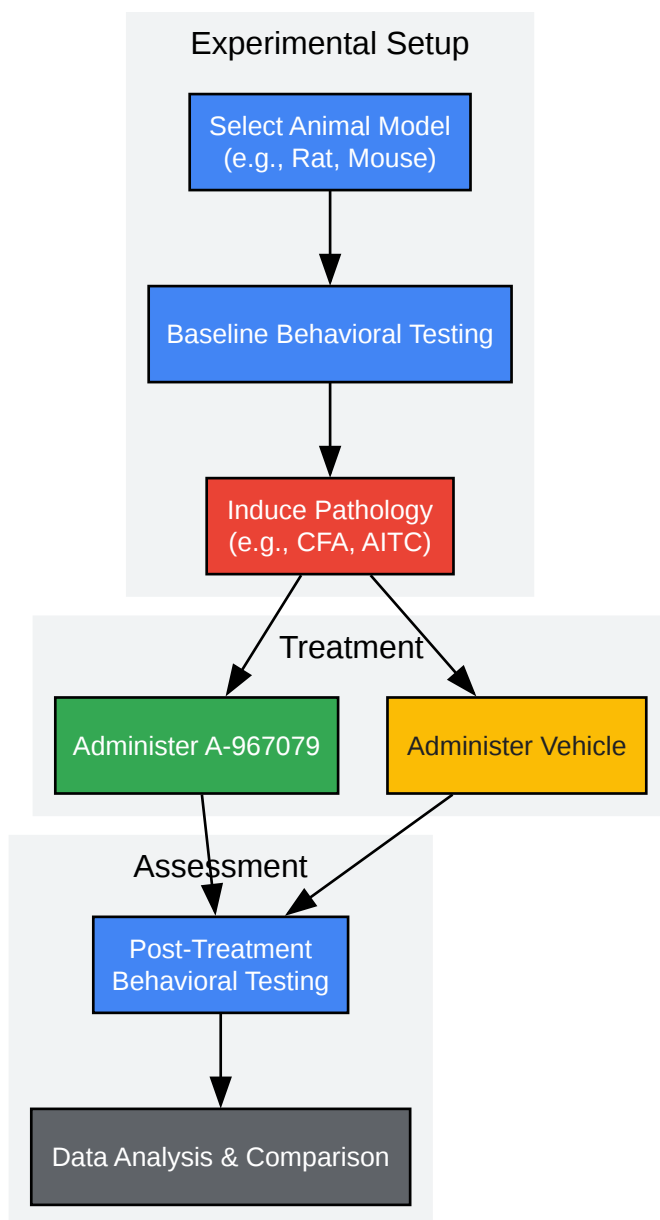 Experimental Setup
Select Animal Model
(e.g., Rat, Mouse)
Baseline Behavioral Testing
Induce Pathology
(e.g., CFA, AITC)
Treatment
Administer A-967079
Administer Vehicle
Assessment
Post-Treatment
Behavioral Testing
Data Analysis & Comparison